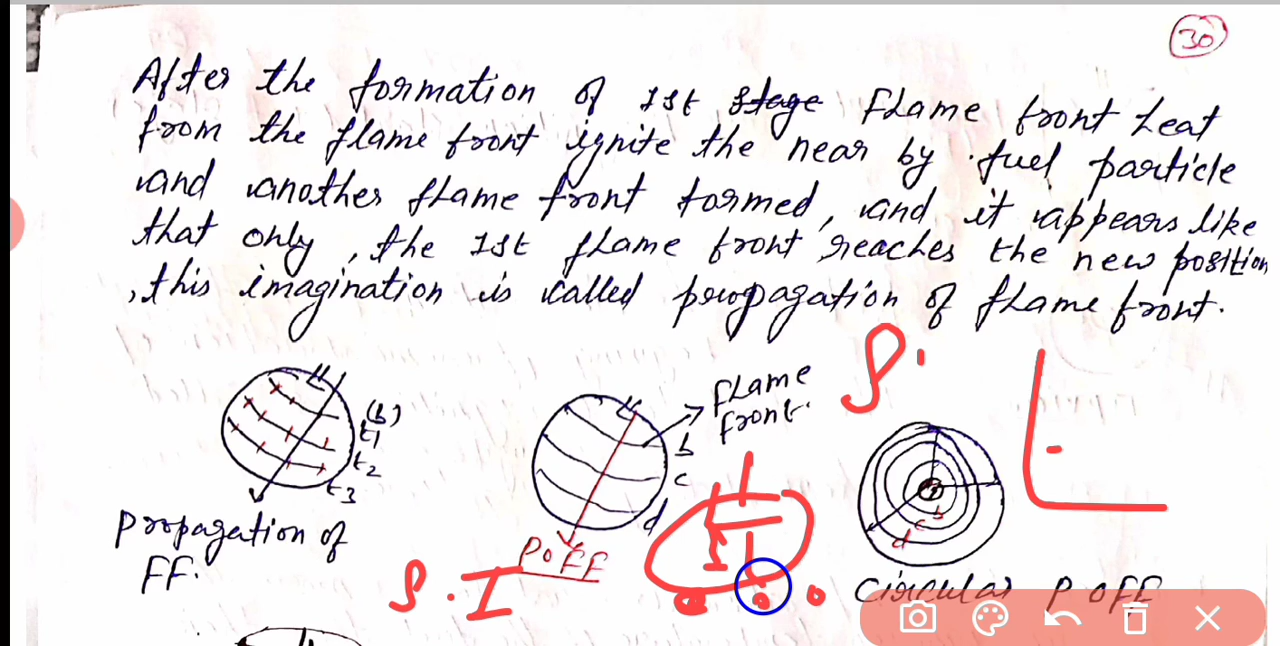 30
After the formation of 1st stage flame front heat
from the flame front ignite the near by fuel particle
and another flame front formed, and it appears like
that only, the 1st flame front reaches the new position
, this imagination is called propagation of flame front.
(b)
t1
t2
t3
Propagation of
FF.
flame
front.
b
c
d
POFF
S.I
b
c
d
circular P OFF